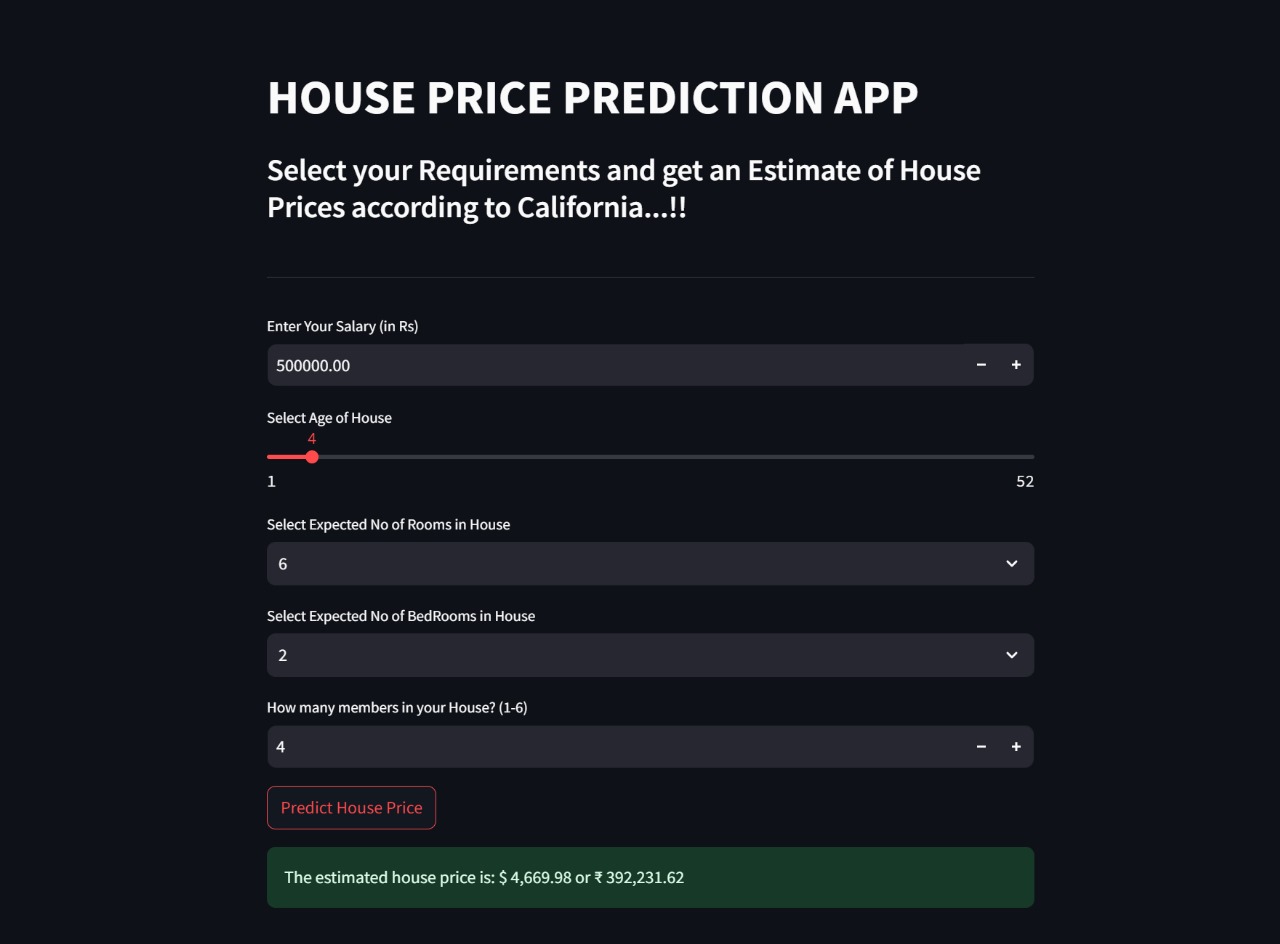 HOUSE PRICE PREDICTION APP
Select your Requirements and get an Estimate of House
Prices according to California...!!
Enter Your Salary (in Rs)
500000.00
Select Age of House
4
1 52
Select Expected No of Rooms in House
6
Select Expected No of BedRooms in House
2
How many members in your House? (1-6)
4
Predict House Price
The estimated house price is: $ 4,669.98 or ₹ 392,231.62